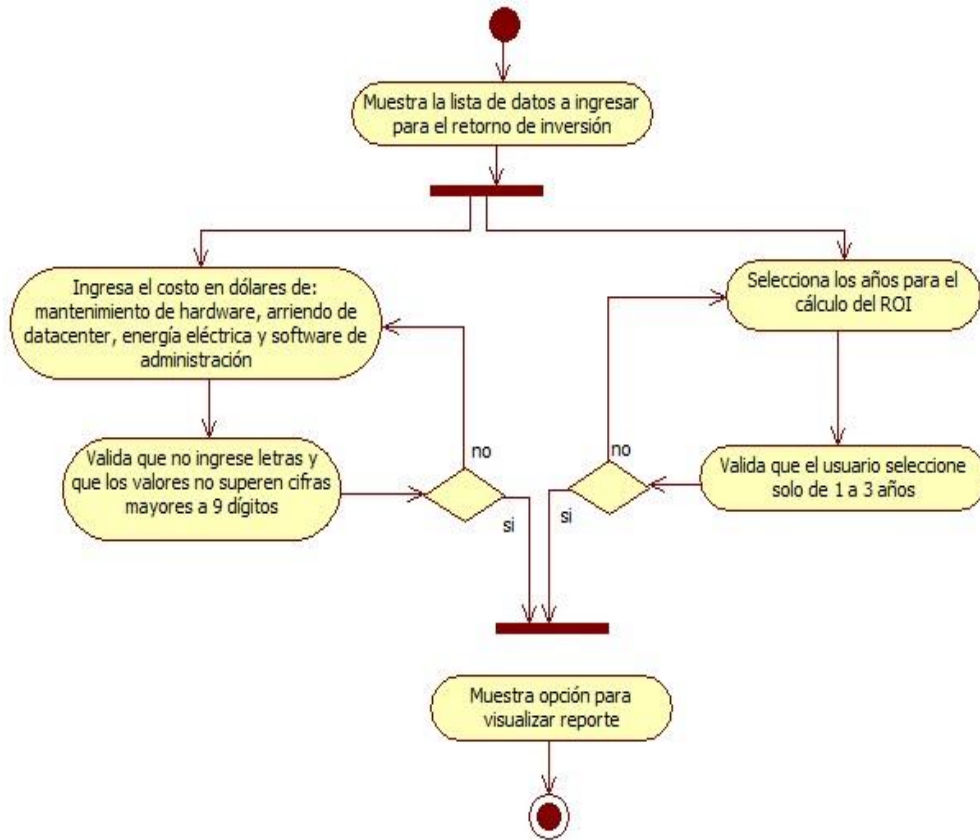 Muestra la lista de datos a ingresar
para el retorno de inversión
Ingresa el costo en dólares de:
mantenimiento de hardware, arriendo de
datacenter, energía eléctrica y software de
administración
Selecciona los años para el
cálculo del ROI
Valida que no ingrese letras y
que los valores no superen cifras
mayores a 9 dígitos
no
si
no
si
Valida que el usuario seleccione
solo de 1 a 3 años
Muestra opción para
visualizar reporte